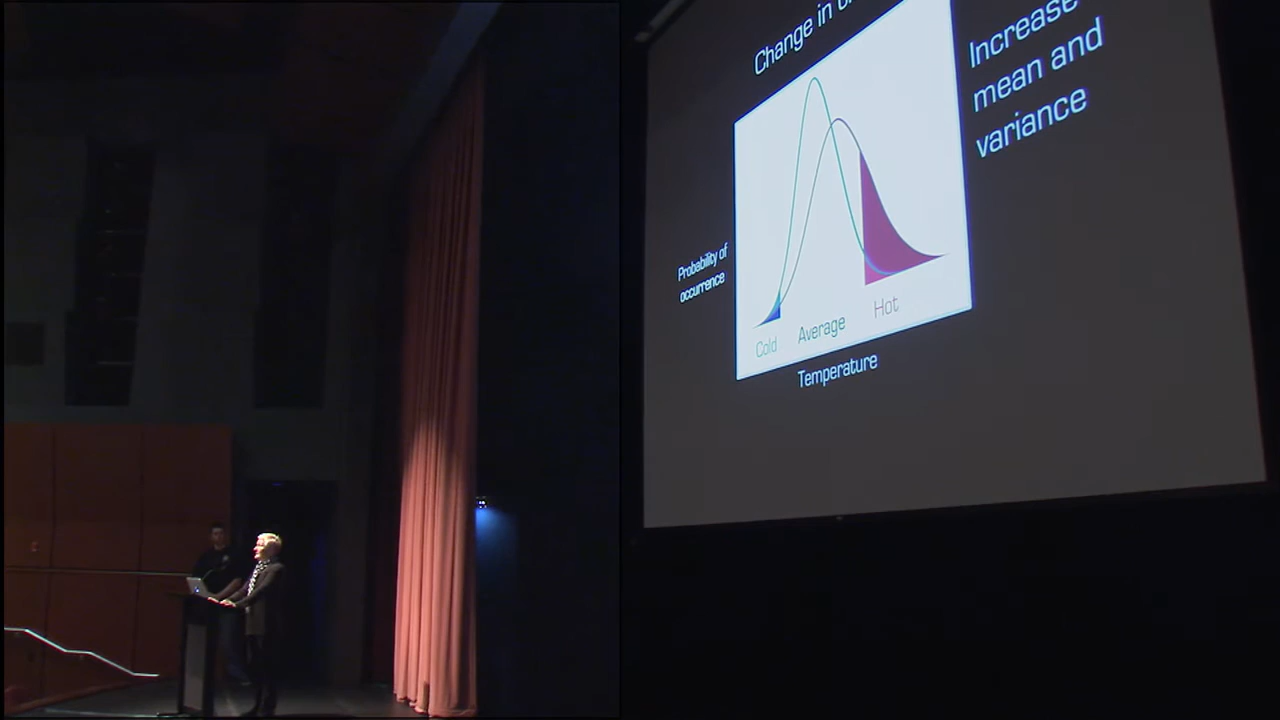 Change in
Increase
mean and
variance
Probability of
occurrence
Cold
Average
Hot
Temperature